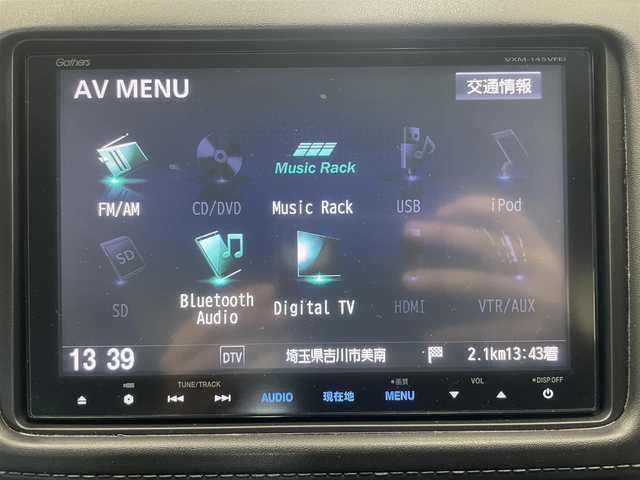 Gathers
VXM-145VFEi
AV MENU
交通情報
Music Rack
FM/AM
CD/DVD
Music Rack
USB
iPod
SD
SD
Bluetooth
Audio
Digital TV
HDMI
VTR/AUX
13 39
DTV
埼玉県吉川市美南
2.1km13:43着
TUNE/TRACK
AUDIO
現在地
画質
MENU
VOL
DISP.OFF